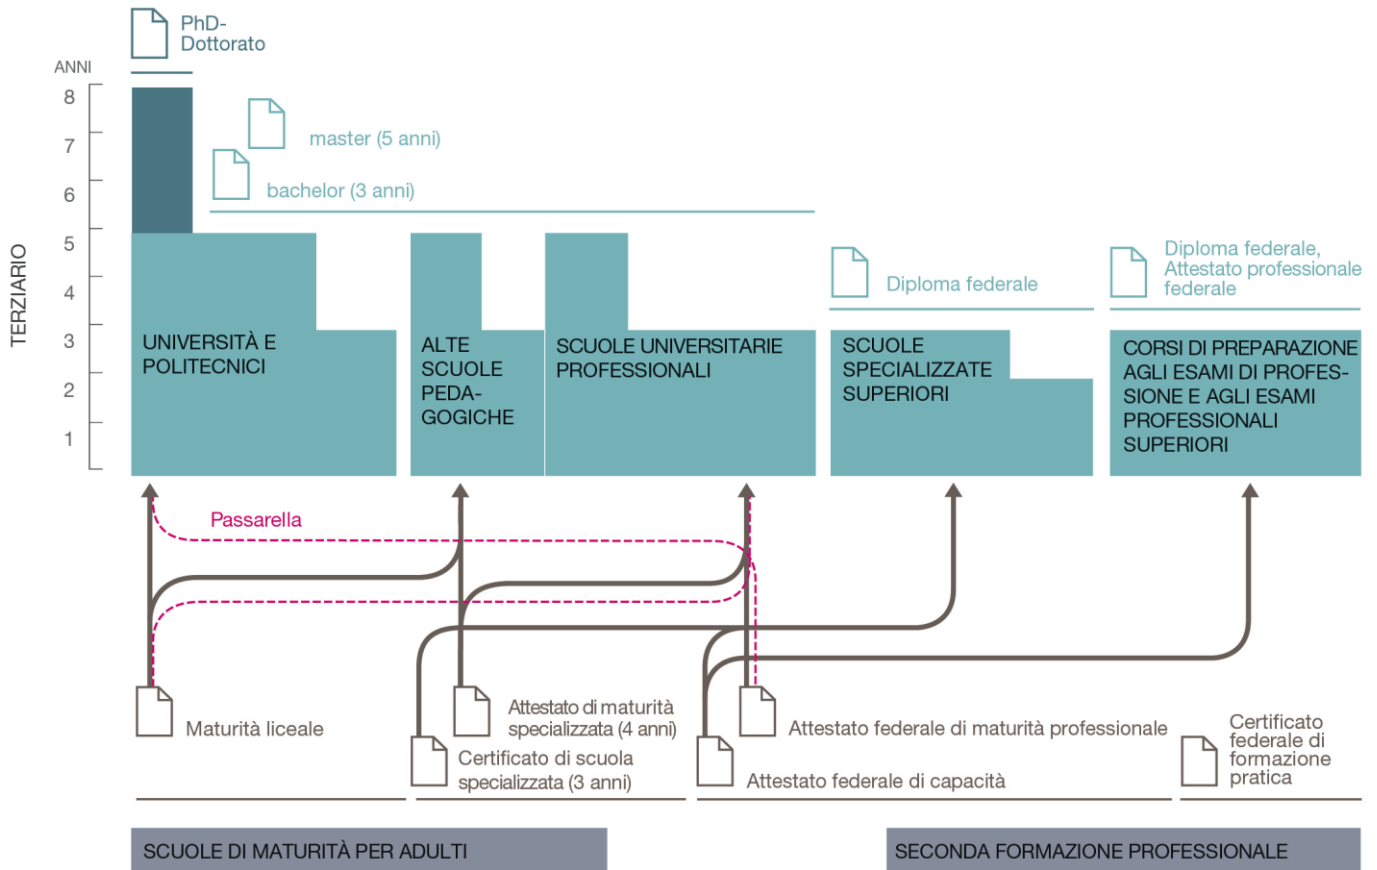 PhD-
Dottorato
ANNI
8
7
6
5
4
3
2
1
TERZIARIO
master (5 anni)
bachelor (3 anni)
Diploma federale
Diploma federale,
Attestato professionale
federale
UNIVERSITÀ E
POLITECNICI
ALTE
SCUOLE
PEDA-
GOGICHE
SCUOLE UNIVERSITARIE
PROFESSIONALI
SCUOLE
SPECIALIZZATE
SUPERIORI
CORSI DI PREPARAZIONE
AGLI ESAMI DI PROFES-
SIONE E AGLI ESAMI
PROFESSIONALI
SUPERIORI
Passarella
Maturità liceale
Attestato di maturità
specializzata (4 anni)
Certificato di scuola
specializzata (3 anni)
Attestato federale di maturità professionale
Attestato federale di capacità
Certificato
federale di
formazione
pratica
SCUOLE DI MATURITÀ PER ADULTI
SECONDA FORMAZIONE PROFESSIONALE